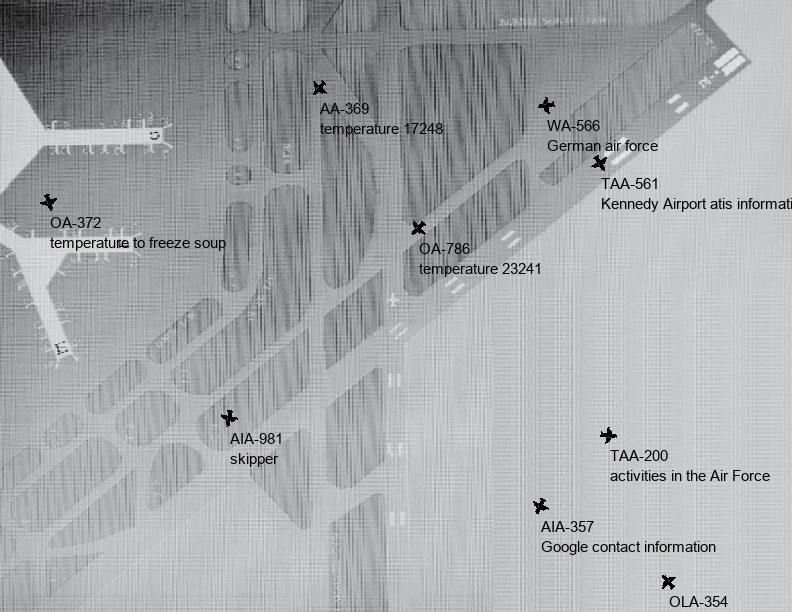 AA-369
temperature 17248
WA-566
German air force
TAA-561
Kennedy Airport atis informati
OA-372
temperature to freeze soup
OA-786
temperature 23241
AIA-981
skipper
TAA-200
activities in the Air Force
AIA-357
Google contact information
OLA-354